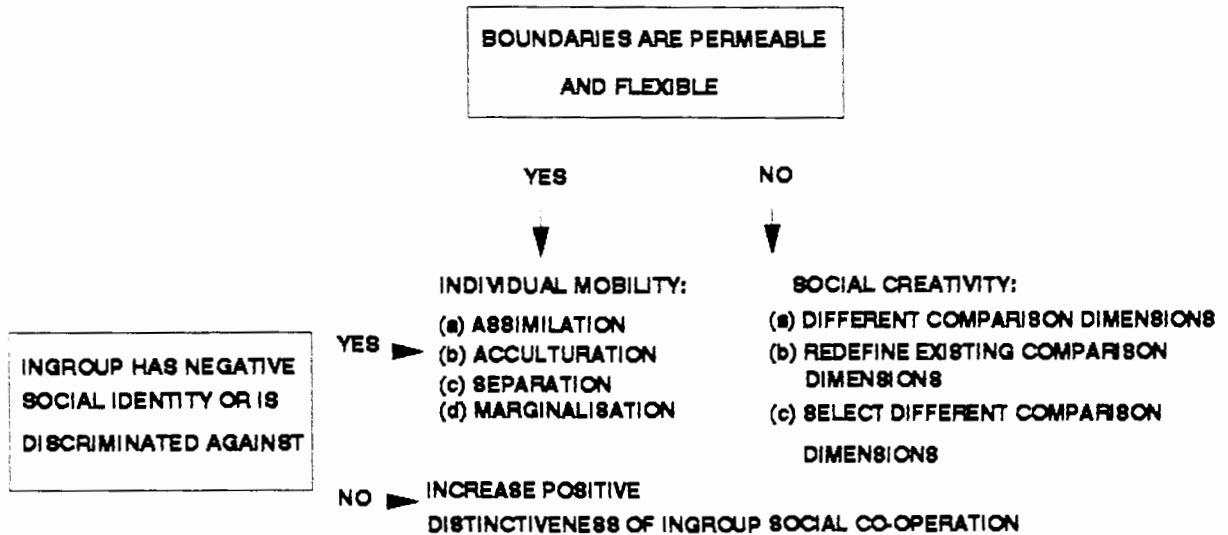 BOUNDARIES ARE PERMEABLE
AND FLEXIBLE
YES
NO
INDIVIDUAL MOBILITY:
(a) ASSIMILATION
(b) ACCULTURATION
(c) SEPARATION
(d) MARGINALISATION
SOCIAL CREATIVITY:
(a) DIFFERENT COMPARISON DIMENSIONS
(b) REDEFINE EXISTING COMPARISON
DIMENSIONS
(c) SELECT DIFFERENT COMPARISON
DIMENSIONS
INGROUP HAS NEGATIVE
SOCIAL IDENTITY OR IS
DISCRIMINATED AGAINST
YES
NO
INCREASE POSITIVE
DISTINCTIVENESS OF INGROUP SOCIAL CO-OPERATION